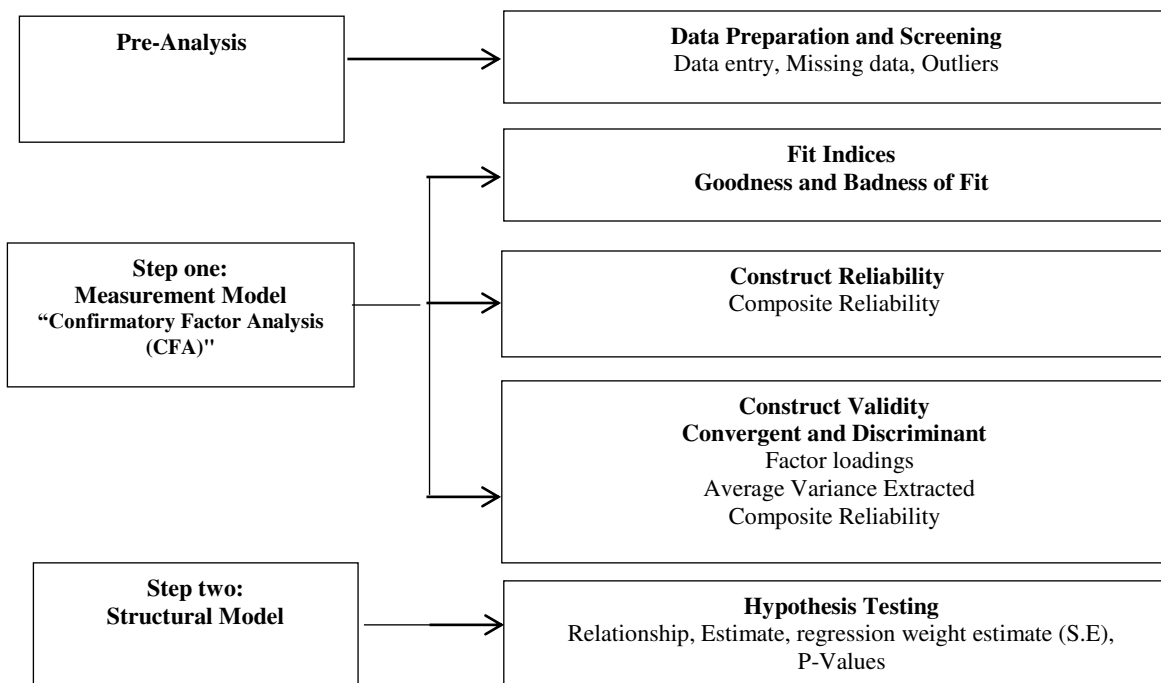 Pre-Analysis
Data Preparation and Screening
Data entry, Missing data, Outliers
Fit Indices
Goodness and Badness of Fit
Step one:
Measurement Model
“Confirmatory Factor Analysis
(CFA)"
Construct Reliability
Composite Reliability
Construct Validity
Convergent and Discriminant
Factor loadings
Average Variance Extracted
Composite Reliability
Step two:
Structural Model
Hypothesis Testing
Relationship, Estimate, regression weight estimate (S.E),
P-Values